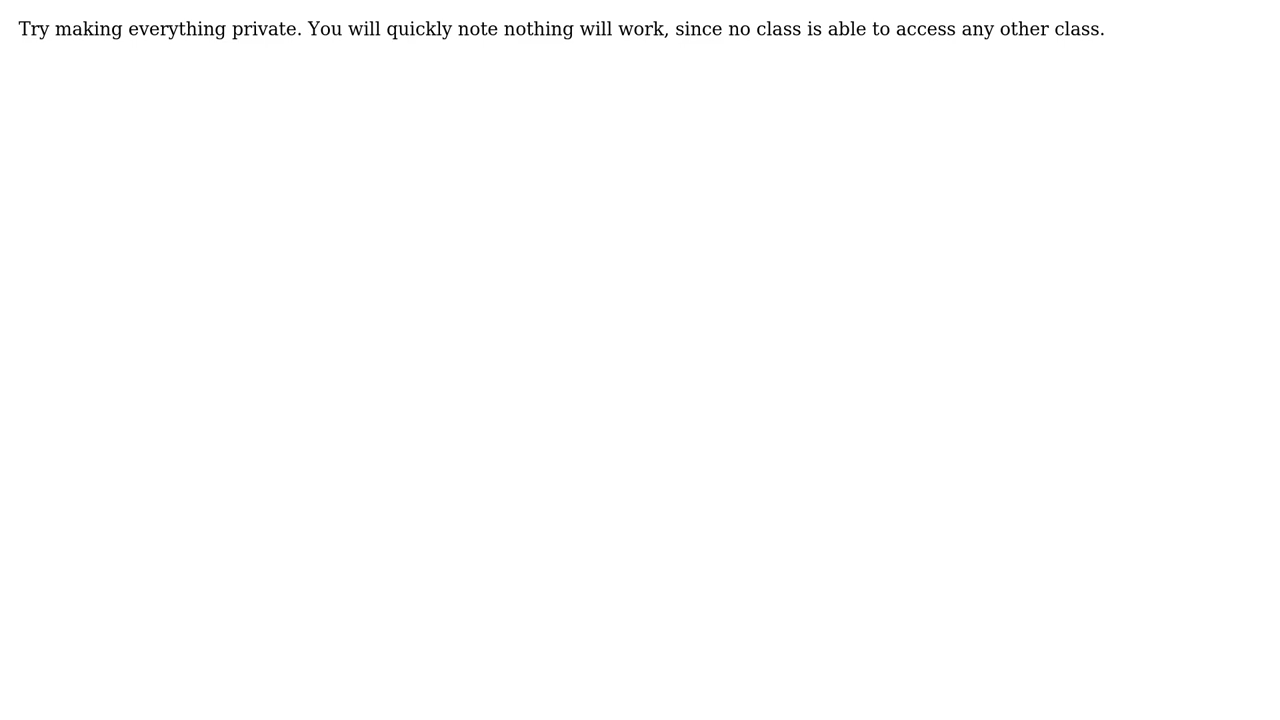 Try making everything private. You will quickly note nothing will work, since no class is able to access any other class.